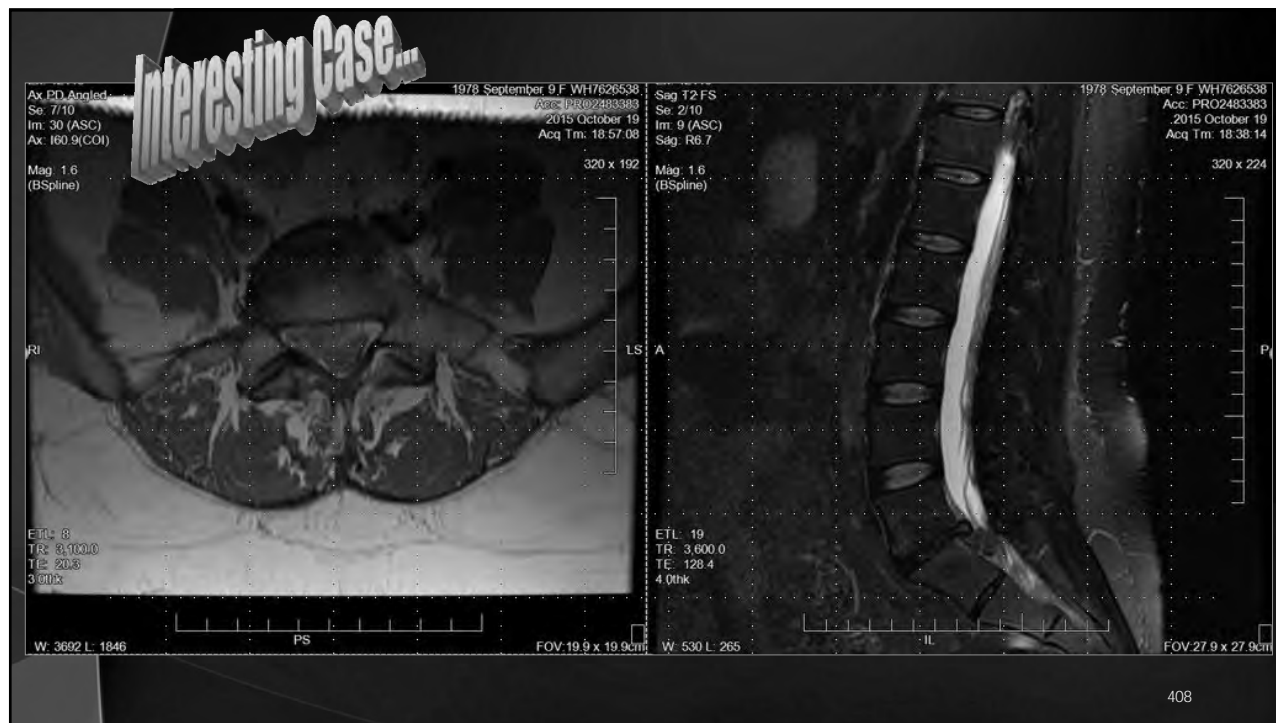 Interesting Case...
Ax PD Angled
Se: 7/10
Im: 30 (ASC)
Ax: I60.9(COI)
Mag: 1.6
(BSpline)
1978 September 9 F WH7626538
Acc: PRO2483383
2015 October 19
Acq Tm: 18:57:08
320 x 192
RI
LS
ETL: 8
TR: 3,100.0
TE: 20.3
3.0thk
PS
W: 3692 L: 1846
FOV:19.9 x 19.9cm
Sag T2 FS
Se: 2/10
Im: 9 (ASC)
Sag: R6.7
Mag: 1.6
(BSpline)
1978 September 9 F WH7626538
Acc: PRO2483383
2015 October 19
Acq Tm: 18:38:14
320 x 224
A
ETL: 19
TR: 3,600.0
TE: 128.4
4.0thk
IL
W: 530 L: 265
FOV:27.9 x 27.9cm
408